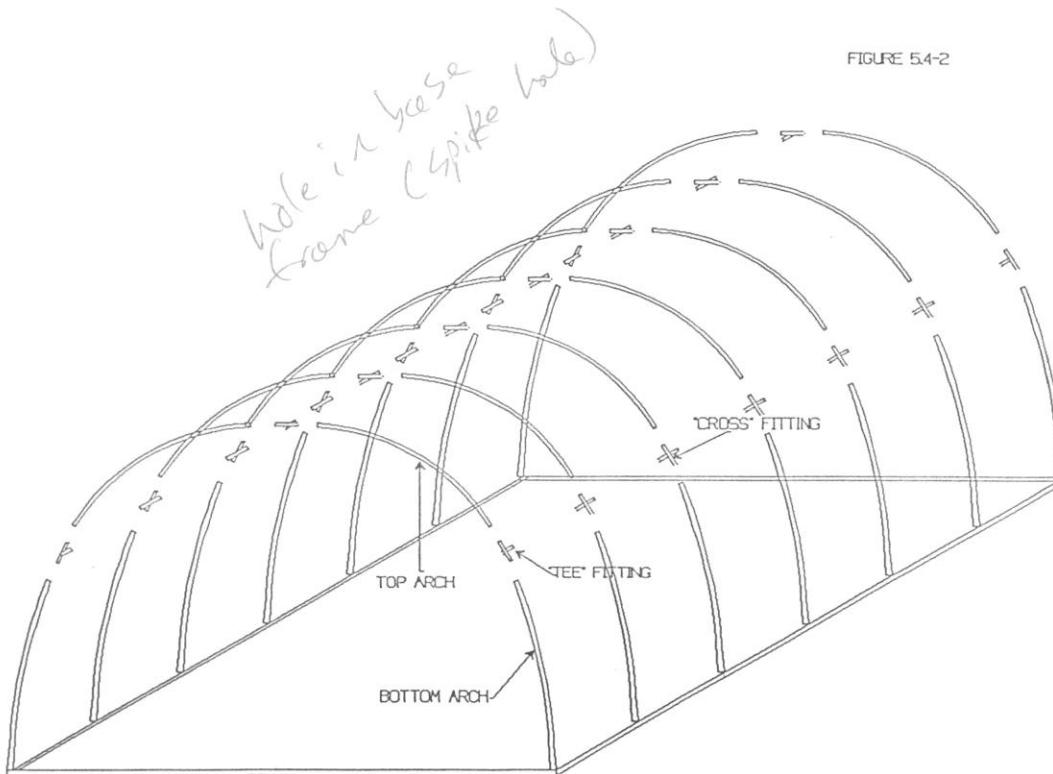 FIGURE 5.4-2
hole in base
frame (spike hole)
"CROSS" FITTING
"TEE" FITTING
TOP ARCH
BOTTOM ARCH